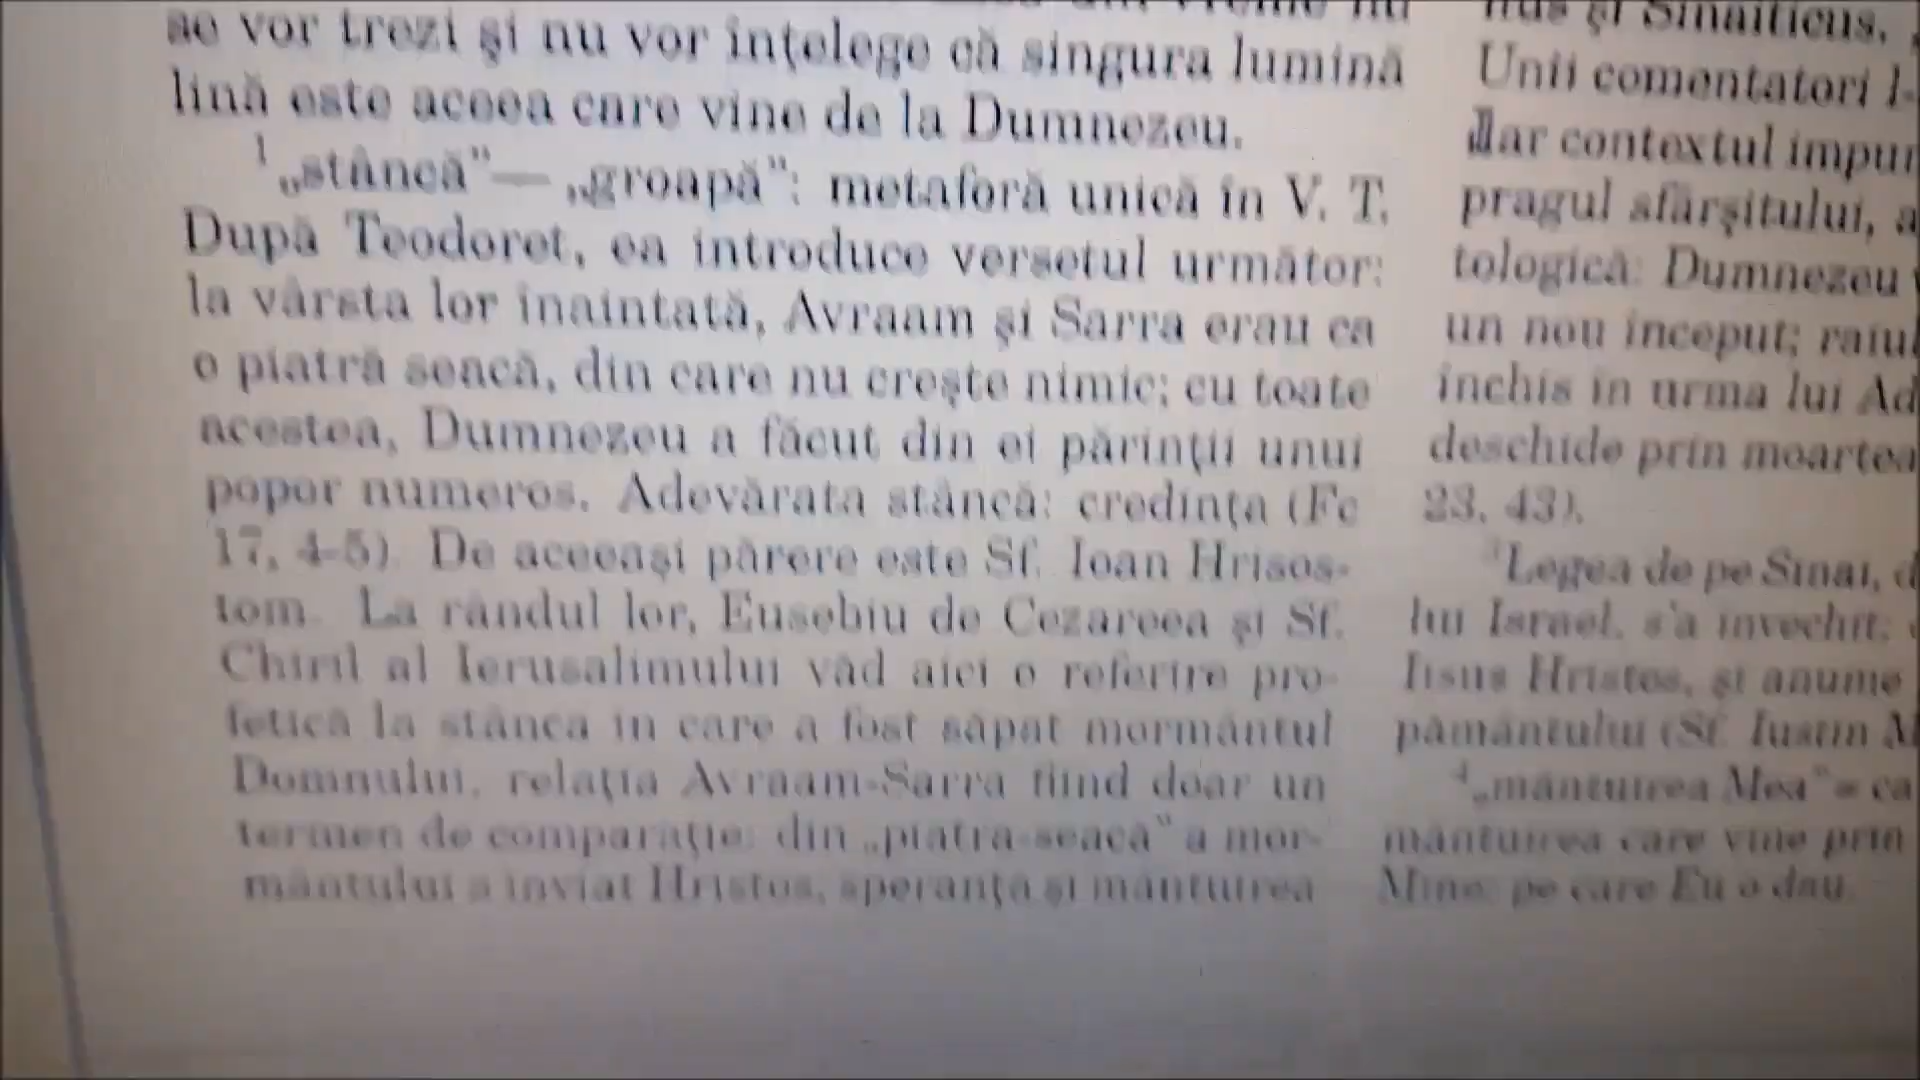 se vor trezi şi nu vor înţelege că singura lumină
lină este aceea care vine de la Dumnezeu.
1 „stâncă"—„groapă": metaforă unică în V. T.
După Teodoret, ea introduce versetul următor:
la vârsta lor înaintată, Avraam şi Sarra erau ca
o piatră seacă, din care nu creşte nimic; cu toate
acestea, Dumnezeu a făcut din ei părinţii unui
popor numeros. Adevărata stâncă: credinţa (Fc
17, 4-5). De aceeaşi părere este Sf. Ioan Hrisos-
tom. La rândul lor, Eusebiu de Cezareea şi Sf.
Chiril al Ierusalimului văd aici o referire pro-
fetică la stânca în care a fost săpat mormântul
Domnului, relaţia Avraam-Sarra fiind doar un
termen de comparaţie: din „piatra-seacă" a mor-
mântului a înviat Hristos, speranţa şi mântuirea
nus şi Sinaiticus.
Unii comentatori l-
Dar contextul impun
pragul sfârşitului, a
tologică: Dumnezeu v
un nou început; raiul
închis în urma lui Ad
deschide prin moartea
23, 43).
3 Legea de pe Sinai, d
lui Israel, s'a învechit;
Iisus Hristos, şi anume
pământului (Sf. Iustin M
4 „mântuirea Mea" = ca
mântuirea care vine prin
Mine; pe care Eu o dau.